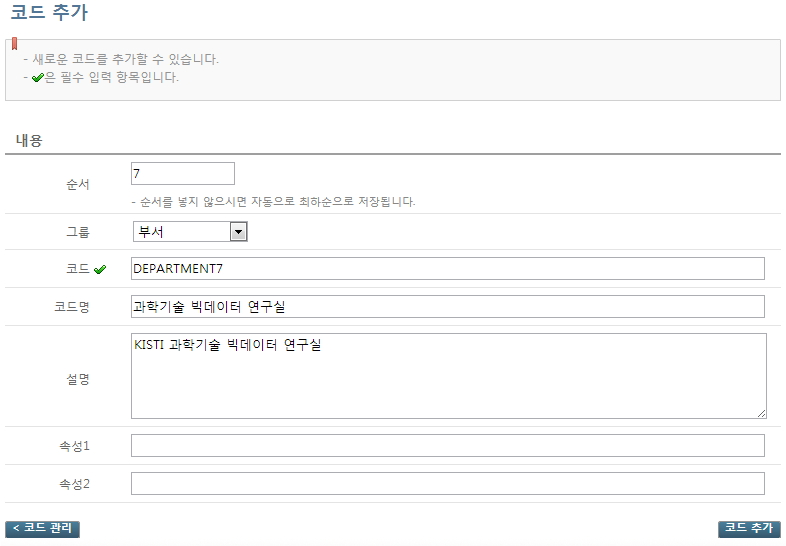 코드 추가
- 새로운 코드를 추가할 수 있습니다.
- 은 필수 입력 항목입니다.
내용
순서 7
- 순서를 넣지 않으시면 자동으로 최하순으로 저장됩니다.
그룹 부서
코드 DEPARTMENT7
코드명 과학기술 빅데이터 연구실
설명 KISTI 과학기술 빅데이터 연구실
속성1
속성2
< 코드 관리 코드 추가